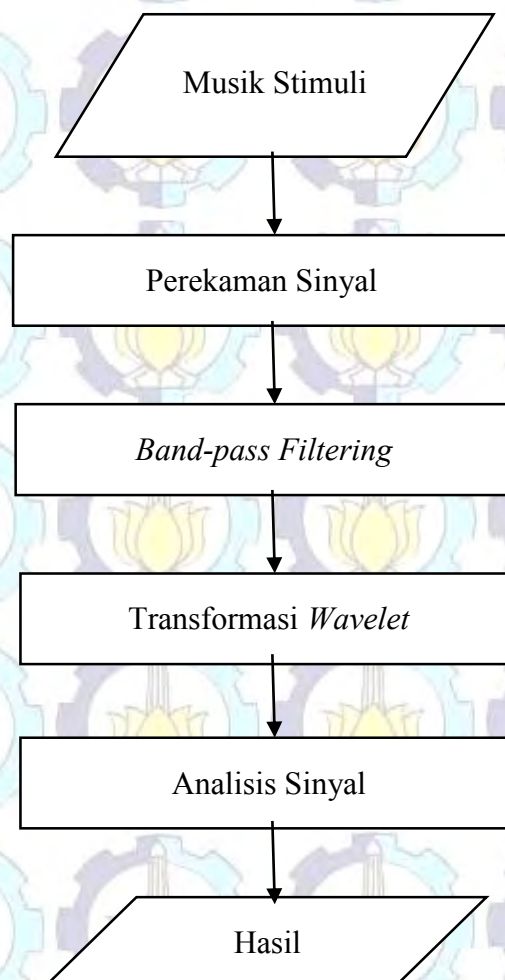 Musik Stimuli
Perekaman Sinyal
Band-pass Filtering
Transformasi Wavelet
Analisis Sinyal
Hasil